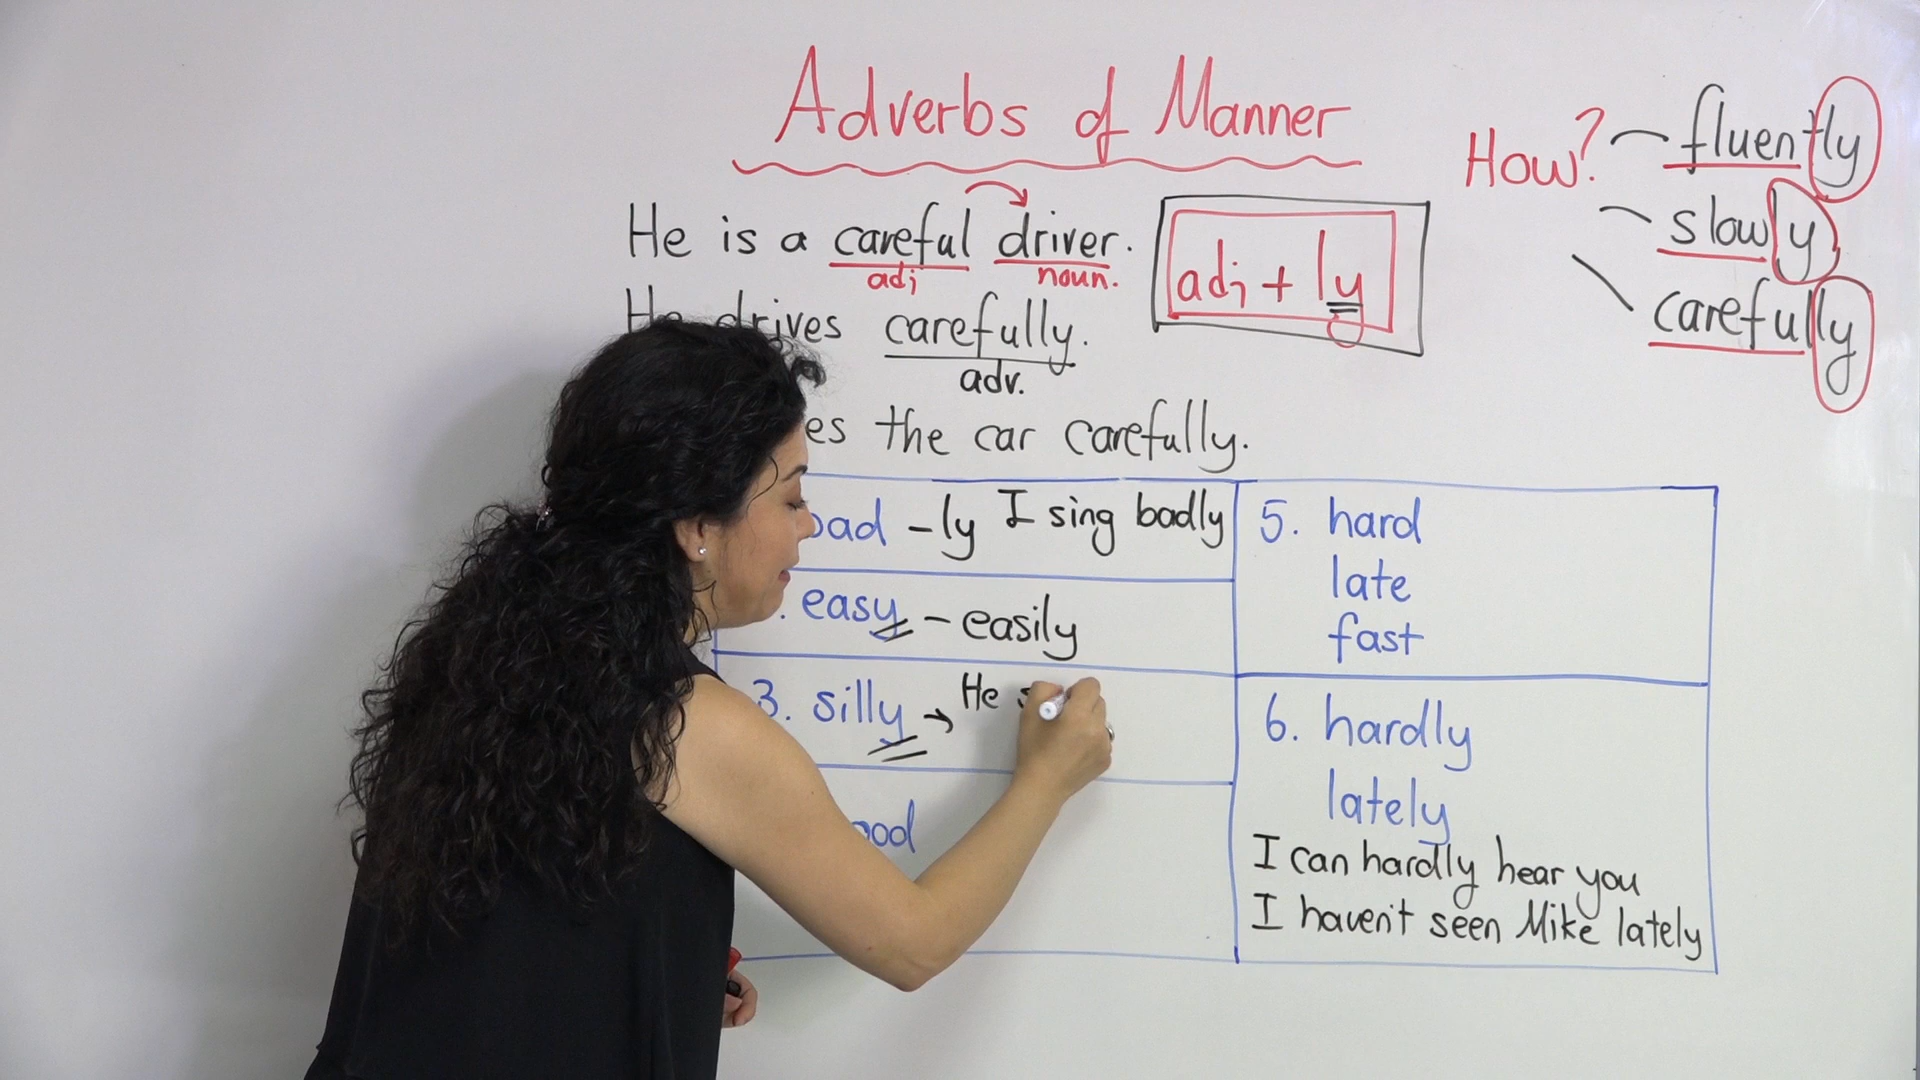 Adverbs of Manner
How?
fluently
slowly
carefully
He is a careful driver.
adj
noun.
adj + ly
He drives carefully.
adv.
es the car carefully.
bad - ly I sing badly
. easy - easily
3. silly → He
5. hard
late
fast
6. hardly
lately
I can hardly hear you
I haven't seen Mike lately